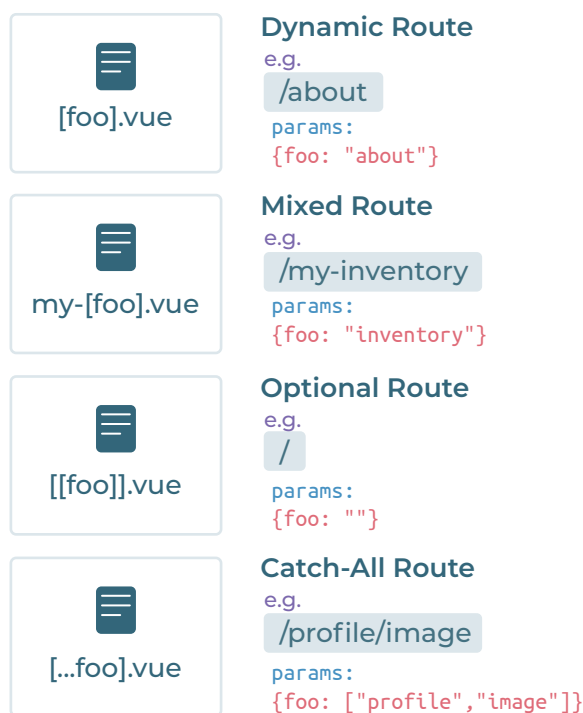 [foo].vue
Dynamic Route
e.g.
/about
params:
{foo: "about"}
my-[foo].vue
Mixed Route
e.g.
/my-inventory
params:
{foo: "inventory"}
[[foo]].vue
Optional Route
e.g.
/
params:
{foo: ""}
[...foo].vue
Catch-All Route
e.g.
/profile/image
params:
{foo: ["profile","image"]}